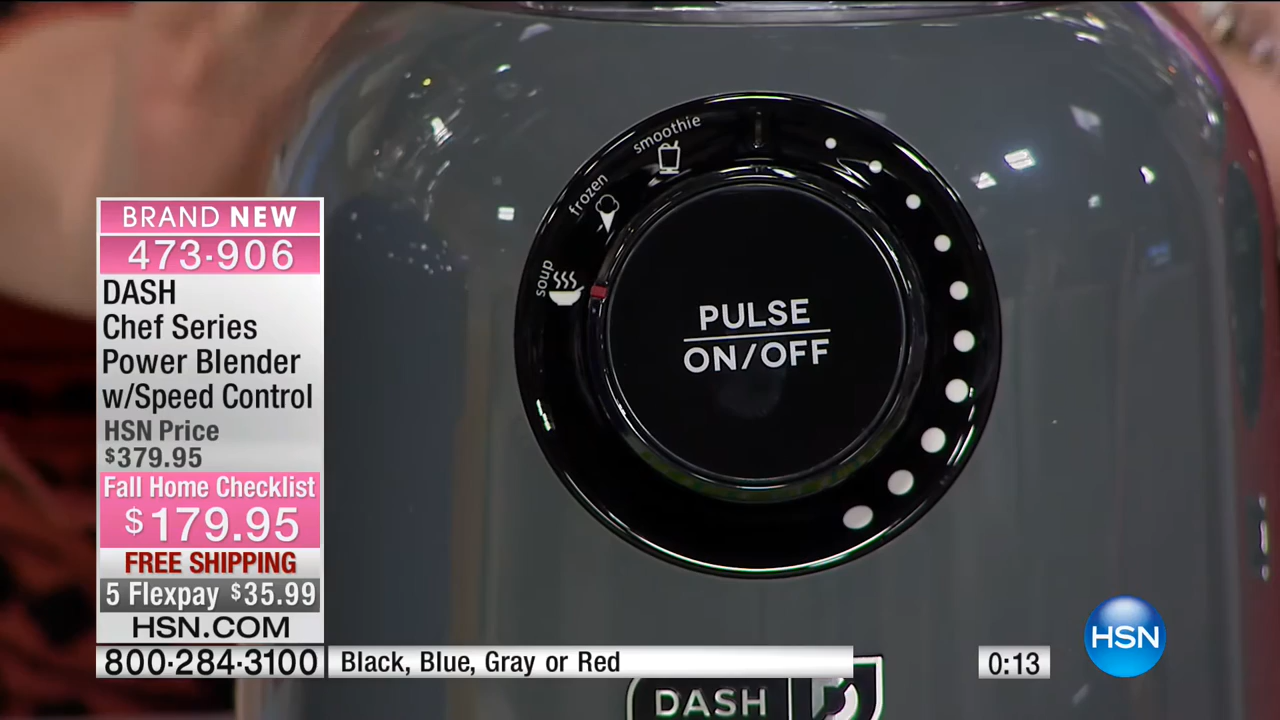 smoothie
frozen
soup
PULSE
ON/OFF
BRAND NEW
473-906
DASH
Chef Series
Power Blender
w/Speed Control
HSN Price
$379.95
Fall Home Checklist
$179.95
FREE SHIPPING
5 Flexpay $35.99
HSN.COM
800-284-3100
Black, Blue, Gray or Red
0:13
HSN
DASH